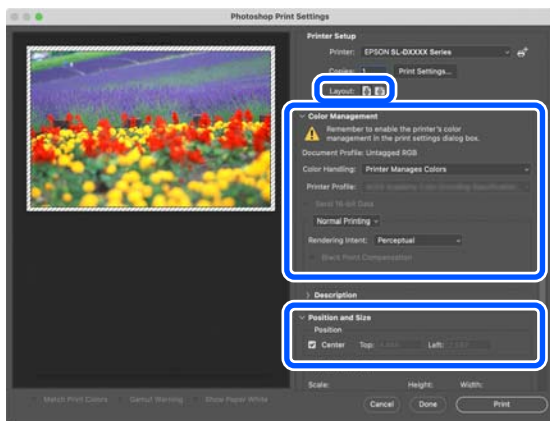 Photoshop Print Settings
Printer Setup
Printer: EPSON SL-DXXXX Series
Copies: 1 Print Settings...
Layout:
Color Management
Remember to enable the printer's color
management in the print settings dialog box.
Document Profile: Untagged RGB
Color Handling: Printer Manages Colors
Printer Profile:
Send 16-bit Data
Normal Printing
Rendering Intent: Perceptual
Black Point Compensation
Description
Position and Size
Position
Center Top: Left:
Scale: Height: Width:
Match Print Colors Gamut Warning Show Paper White
Cancel Done Print